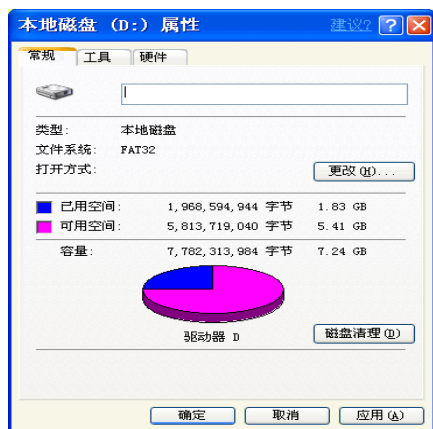 本地磁盘 (D:) 属性 建议?
常规 工具 硬件
类型: 本地磁盘
文件系统: FAT32
打开方式: 更改(H)...
已用空间: 1,968,594,944 字节 1.83 GB
可用空间: 5,813,719,040 字节 5.41 GB
容量: 7,782,313,984 字节 7.24 GB
驱动器 D 磁盘清理(D)
确定 取消 应用(A)